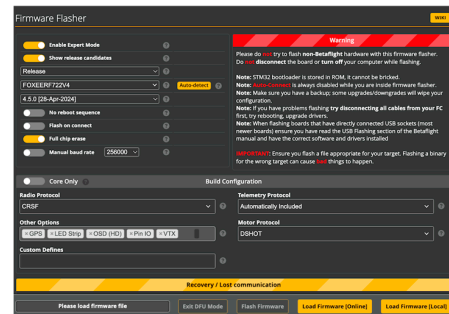 Firmware Flasher
WIKI
Enable Expert Mode
Show release candidates
Release
FOXEERF722V4
Auto-detect
4.5.0 [28-Apr-2024]
No reboot sequence
Flash on connect
Full chip erase
Manual baud rate
256000
Warning
Please do not try to flash non-Betaflight hardware with this firmware flasher.
Do not disconnect the board or turn off your computer while flashing.
Note: STM32 bootloader is stored in ROM, it cannot be bricked.
Note: Auto-Connect is always disabled while you are inside firmware flasher.
Note: Make sure you have a backup; some upgrades/downgrades will wipe your
configuration.
Note: If you have problems flashing try disconnecting all cables from your FC
first, try rebooting, upgrade drivers.
Note: When flashing boards that have directly connected USB sockets (most
newer boards) ensure you have read the USB Flashing section of the Betaflight
manual and have the correct software and drivers installed
IMPORTANT: Ensure you flash a file appropriate for your target. Flashing a binary
for the wrong target can cause bad things to happen.
Core Only
Build Configuration
Radio Protocol
CRSF
Telemetry Protocol
Automatically Included
Other Options
×GPS ×LED Strip ×OSD (HD) ×Pin IO ×VTX
Motor Protocol
DSHOT
Custom Defines
Recovery / Lost communication
Please load firmware file
Exit DFU Mode
Flash Firmware
Load Firmware [Online]
Load Firmware [Local]